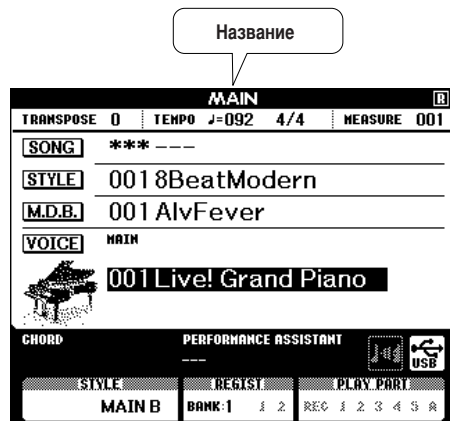 Название
MAIN R
TRANSPOSE 0 TEMPO ♩=092 4/4 MEASURE 001
SONG ***---
STYLE 001 8BeatModern
M.D.B. 001 AlvFever
VOICE MAIN
001 Live! Grand Piano
CHORD PERFORMANCE ASSISTANT
--- USB
STYLE REGIST PLAY PART
MAIN B BANK:1 1 2 REC 1 2 3 4 5 A